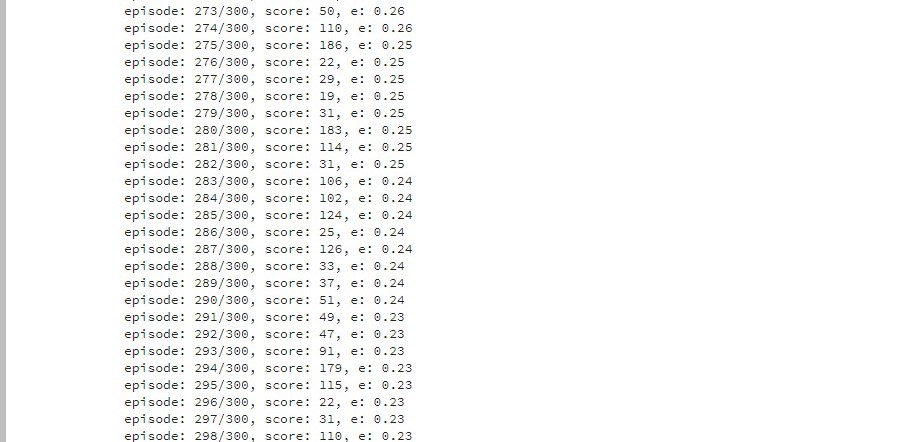 episode: 273/300, score: 50, e: 0.26
episode: 274/300, score: 110, e: 0.26
episode: 275/300, score: 186, e: 0.25
episode: 276/300, score: 22, e: 0.25
episode: 277/300, score: 29, e: 0.25
episode: 278/300, score: 19, e: 0.25
episode: 279/300, score: 31, e: 0.25
episode: 280/300, score: 183, e: 0.25
episode: 281/300, score: 114, e: 0.25
episode: 282/300, score: 31, e: 0.25
episode: 283/300, score: 106, e: 0.24
episode: 284/300, score: 102, e: 0.24
episode: 285/300, score: 124, e: 0.24
episode: 286/300, score: 25, e: 0.24
episode: 287/300, score: 126, e: 0.24
episode: 288/300, score: 33, e: 0.24
episode: 289/300, score: 37, e: 0.24
episode: 290/300, score: 51, e: 0.24
episode: 291/300, score: 49, e: 0.23
episode: 292/300, score: 47, e: 0.23
episode: 293/300, score: 91, e: 0.23
episode: 294/300, score: 179, e: 0.23
episode: 295/300, score: 115, e: 0.23
episode: 296/300, score: 22, e: 0.23
episode: 297/300, score: 31, e: 0.23
episode: 298/300, score: 110, e: 0.23